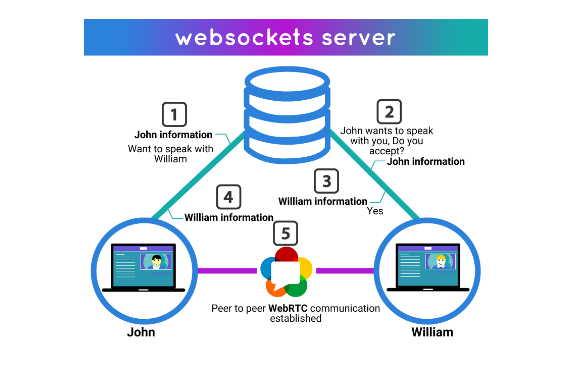 websockets server
1
John information
Want to speak with
William
2
John wants to speak
with you, Do you
accept?
John information
3
William information
Yes
4
William information
5
Peer to peer WebRTC communication
established
John
William